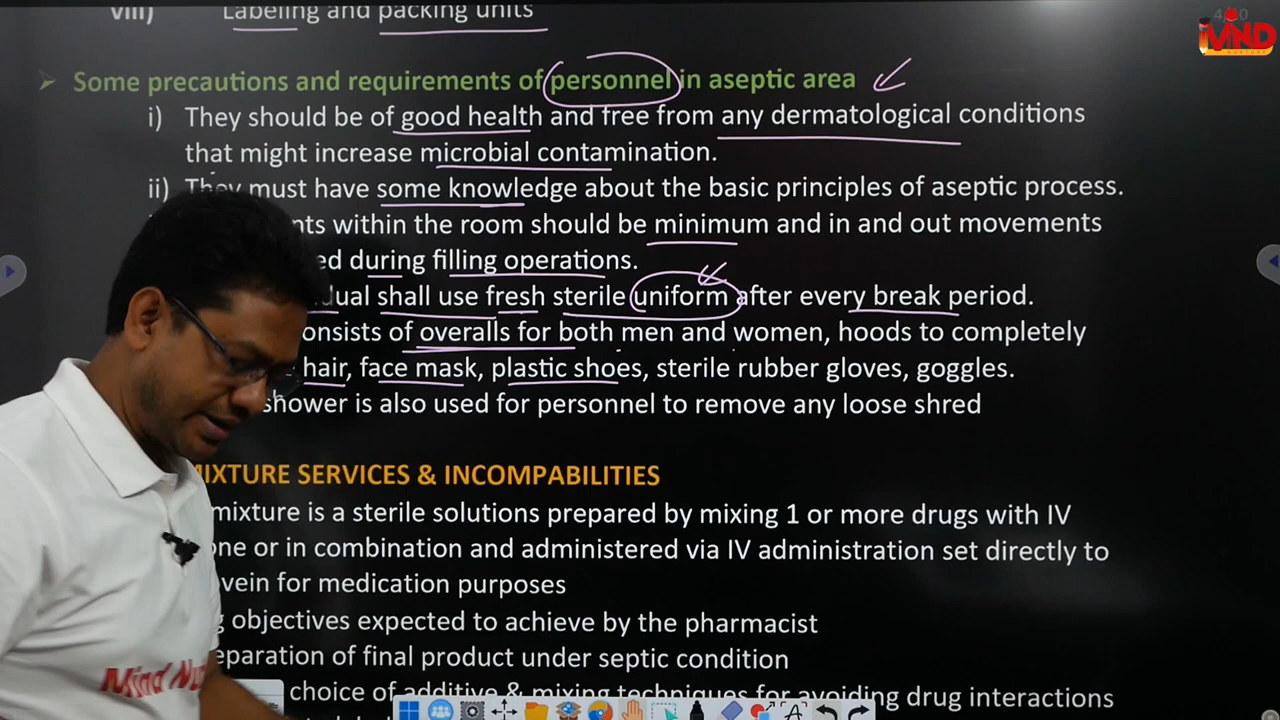 viii) Labeling and packing units
Some precautions and requirements of personnel in aseptic area
i) They should be of good health and free from any dermatological conditions
that might increase microbial contamination.
ii) They must have some knowledge about the basic principles of aseptic process.
nts within the room should be minimum and in and out movements
ed during filling operations.
dual shall use fresh sterile uniform after every break period.
onsists of overalls for both men and women, hoods to completely
hair, face mask, plastic shoes, sterile rubber gloves, goggles.
shower is also used for personnel to remove any loose shred
MIXTURE SERVICES & INCOMPABILITIES
mixture is a sterile solutions prepared by mixing 1 or more drugs with IV
one or in combination and administered via IV administration set directly to
vein for medication purposes
g objectives expected to achieve by the pharmacist
eparation of final product under septic condition
choice of additive & mixing techniques for avoiding drug interactions